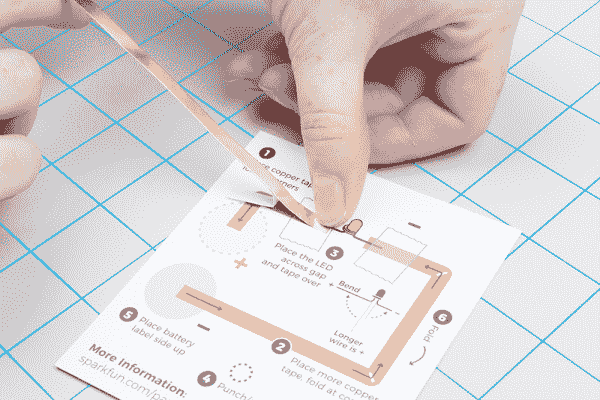 1
copper tap
corners
3
Place the LED
across gap
and tape over
+
Bend
Longer
wire is +
+
-
-
6
Fold
5
Place battery
label side up
2
Place more copper
tape, fold at co
4
Punch
More Information:
sparkfun.com/pa